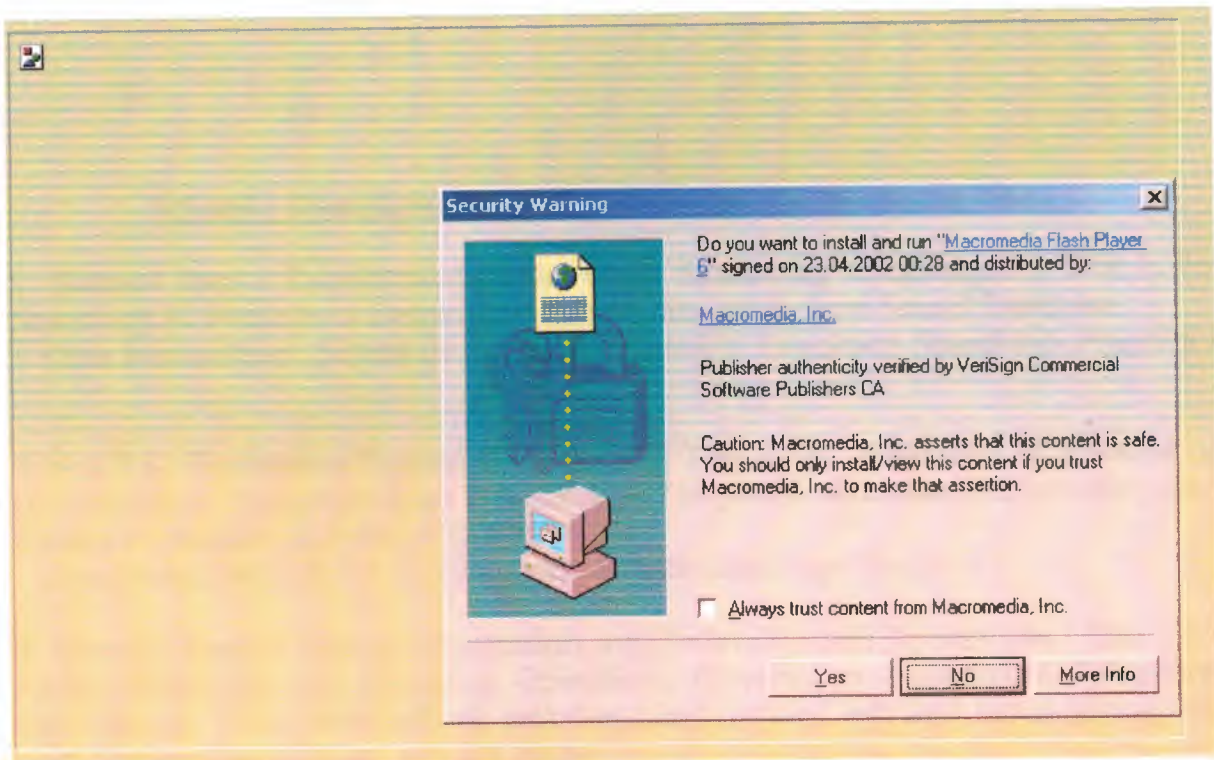 Security Warning
Do you want to install and run "Macromedia Flash Player
6" signed on 23.04.2002 00:28 and distributed by:
Macromedia, Inc.
Publisher authenticity verified by VeriSign Commercial
Software Publishers CA
Caution: Macromedia, Inc. asserts that this content is safe.
You should only install/view this content if you trust
Macromedia, Inc. to make that assertion.
Always trust content from Macromedia, Inc.
Yes No More Info